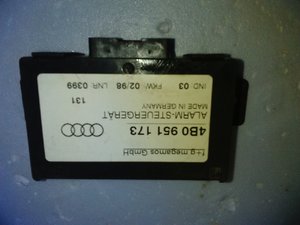 f+g megamos GmbH
4B0 951 173
ALARM-STEUERGERÄT
MADE IN GERMANY
131
IND: 03 FKW: 02/98 LNR: 0399